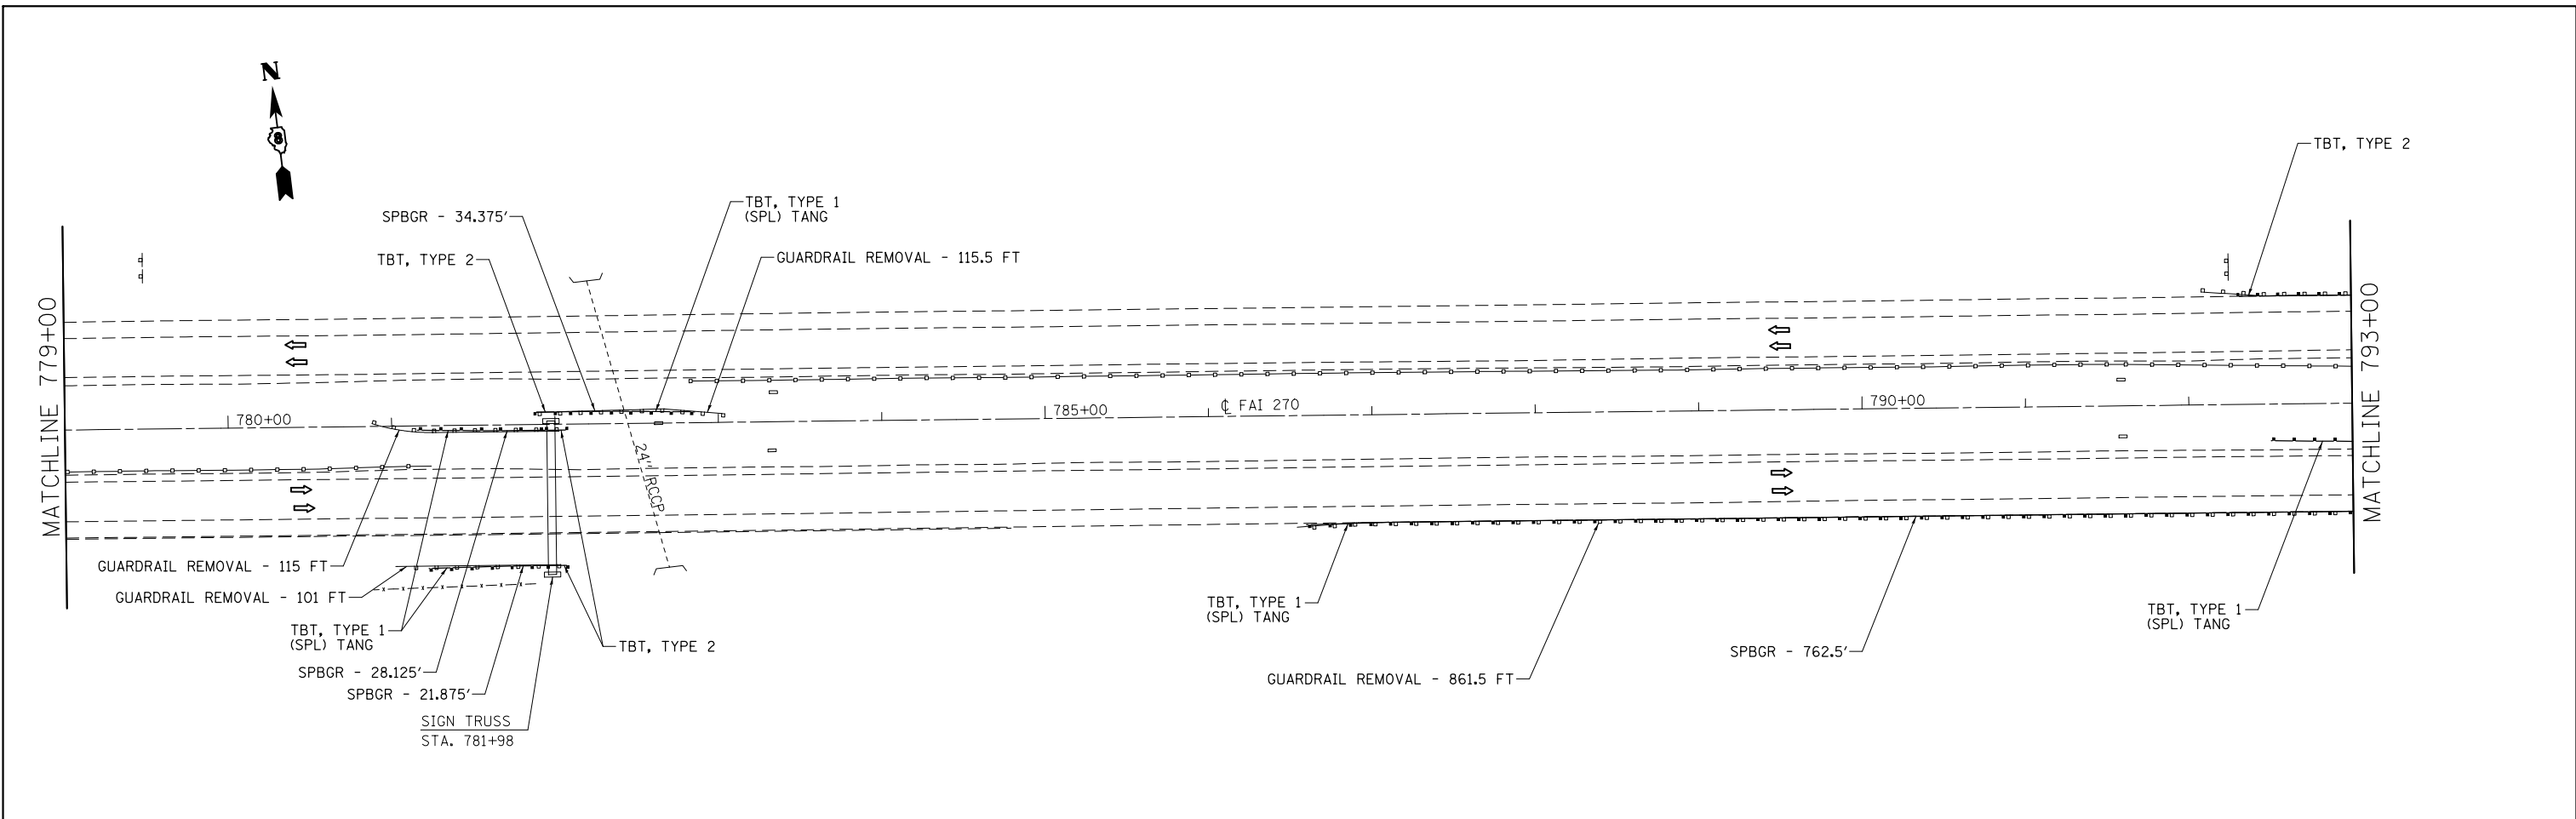 N
8
TBT, TYPE 2
TBT, TYPE 1
(SPL) TANG
SPBGR - 34.375'
TBT, TYPE 2
GUARDRAIL REMOVAL - 115.5 FT
MATCHLINE 779+00
MATCHLINE 793+00
780+00
785+00
℄ FAI 270
790+00
24" RCCP
GUARDRAIL REMOVAL - 115 FT
GUARDRAIL REMOVAL - 101 FT
TBT, TYPE 1
(SPL) TANG
TBT, TYPE 2
SPBGR - 28.125'
SPBGR - 21.875'
SIGN TRUSS
STA. 781+98
TBT, TYPE 1
(SPL) TANG
GUARDRAIL REMOVAL - 861.5 FT
SPBGR - 762.5'
TBT, TYPE 1
(SPL) TANG